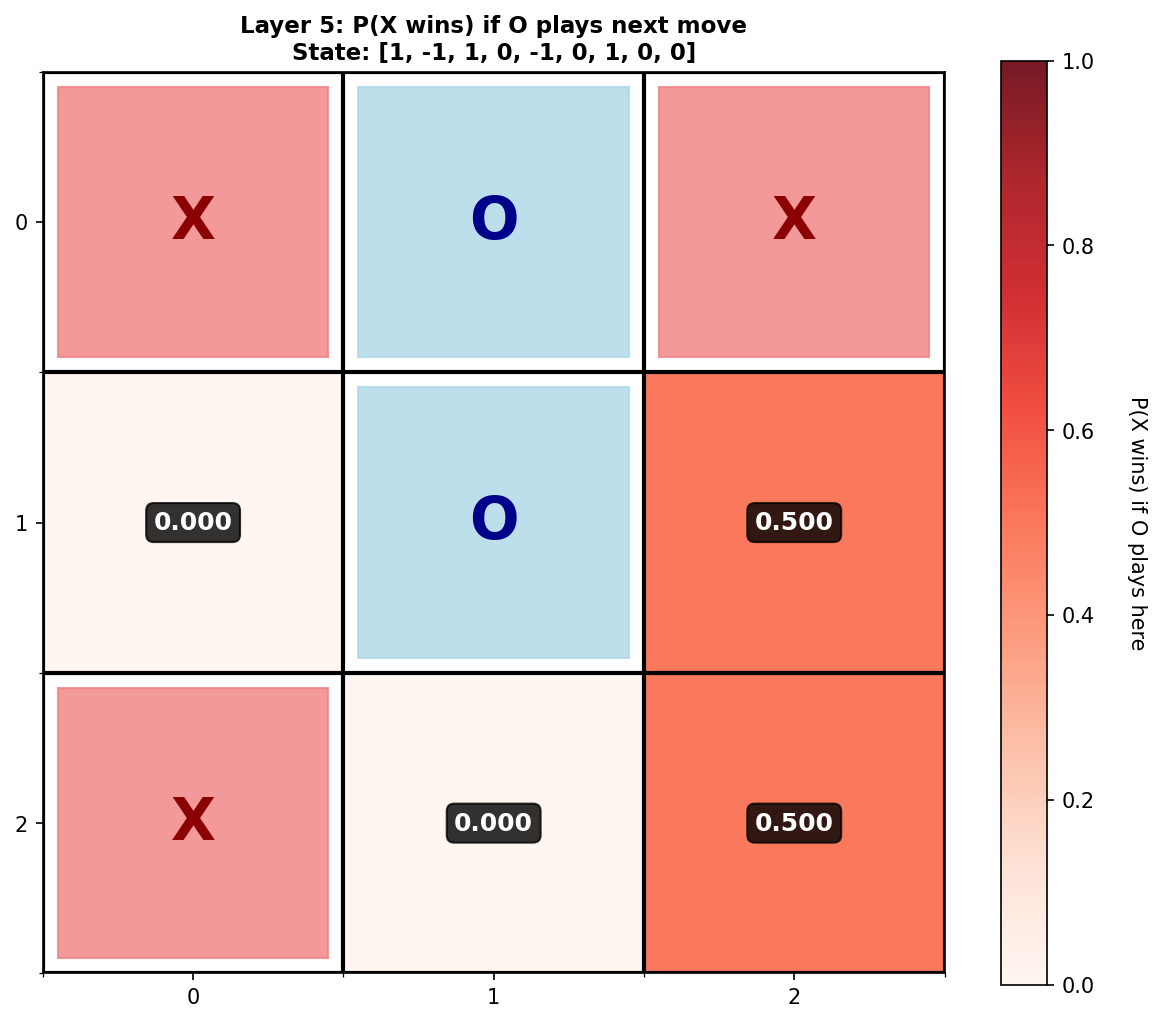 Layer 5: P(X wins) if O plays next move
State: [1, -1, 1, 0, -1, 0, 1, 0, 0]
X O X
0
0.000 O 0.500
1
X 0.000 0.500
2
0 1 2
1.0
0.8
0.6
0.4
0.2
0.0
P(X wins) if O plays here